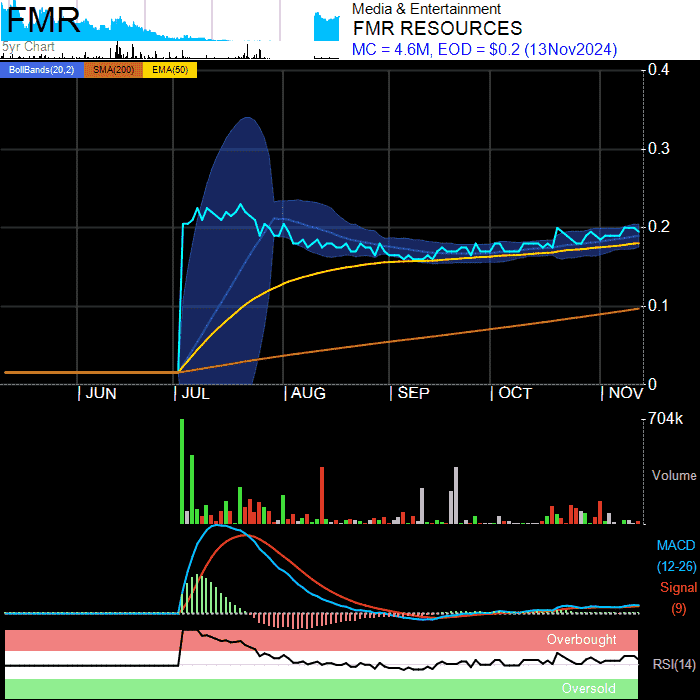 FMR
Media & Entertainment
FMR RESOURCES
5yr Chart
MC = 4.6M, EOD = $0.2 (13Nov2024)
BollBands(20,2) SMA(200) EMA(50)
0.4
0.3
0.2
0.1
0
JUN JUL AUG SEP OCT NOV
704k
Volume
MACD
(12-26)
Signal
(9)
Overbought
RSI(14)
Oversold